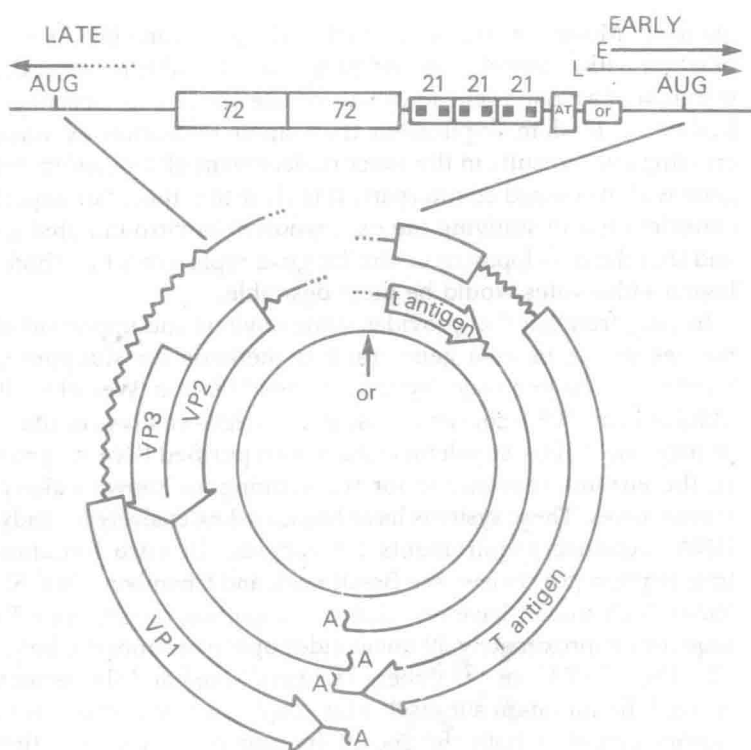 LATE
EARLY
E
L
AUG
AUG
72
72
21
21
21
AT
or
t antigen
or
VP3
VP2
VP1
T antigen
A
A
A
A